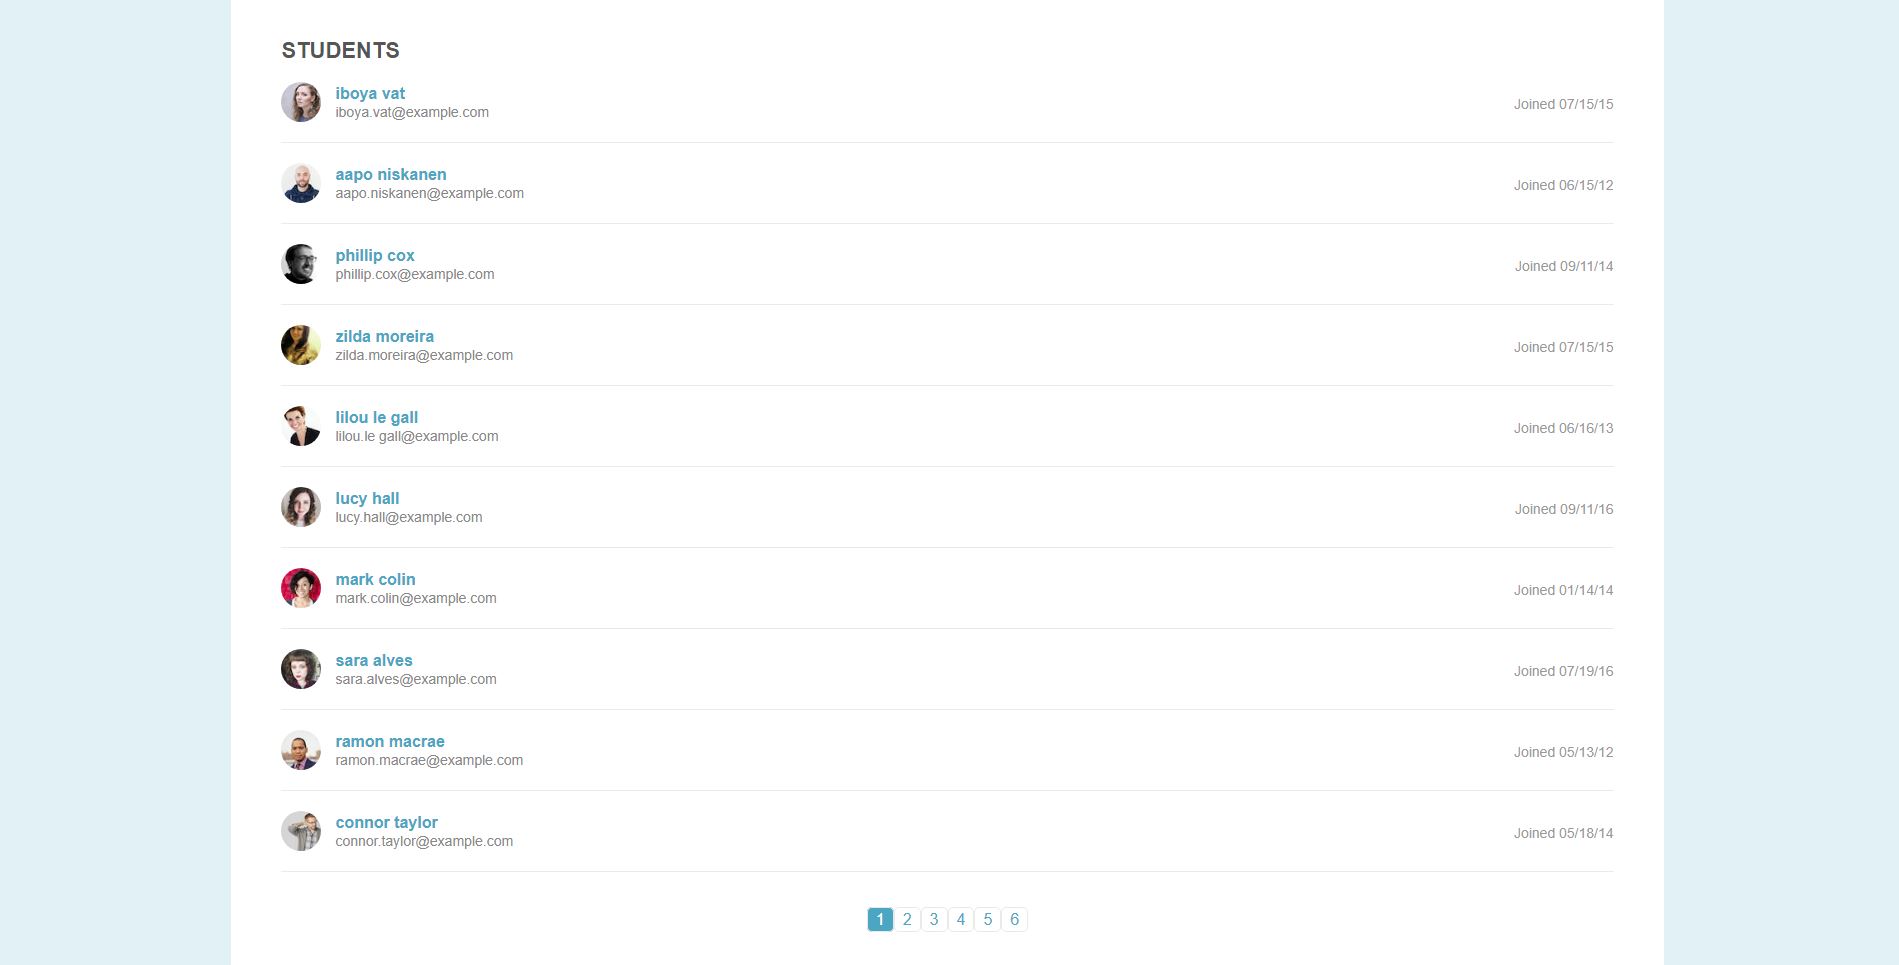 STUDENTS
iboya vat
iboya.vat@example.com
Joined 07/15/15
aapo niskanen
aapo.niskanen@example.com
Joined 06/15/12
phillip cox
phillip.cox@example.com
Joined 09/11/14
zilda moreira
zilda.moreira@example.com
Joined 07/15/15
lilou le gall
lilou.le gall@example.com
Joined 06/16/13
lucy hall
lucy.hall@example.com
Joined 09/11/16
mark colin
mark.colin@example.com
Joined 01/14/14
sara alves
sara.alves@example.com
Joined 07/19/16
ramon macrae
ramon.macrae@example.com
Joined 05/13/12
connor taylor
connor.taylor@example.com
Joined 05/18/14
1 2 3 4 5 6